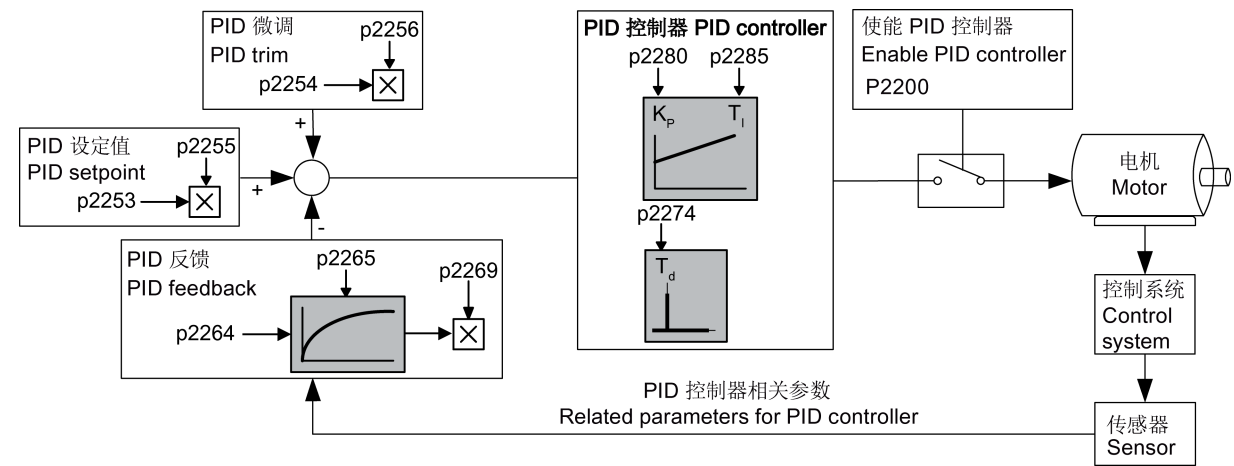 PID 微调
PID trim
p2256
p2254
+
PID 设定值
PID setpoint
p2255
p2253
+
-
PID 反馈
PID feedback
p2265
p2269
p2264
PID 控制器 PID controller
p2280
p2285
KP
TI
p2274
Td
使能 PID 控制器
Enable PID controller
P2200
电机
Motor
控制系统
Control
system
传感器
Sensor
PID 控制器相关参数
Related parameters for PID controller